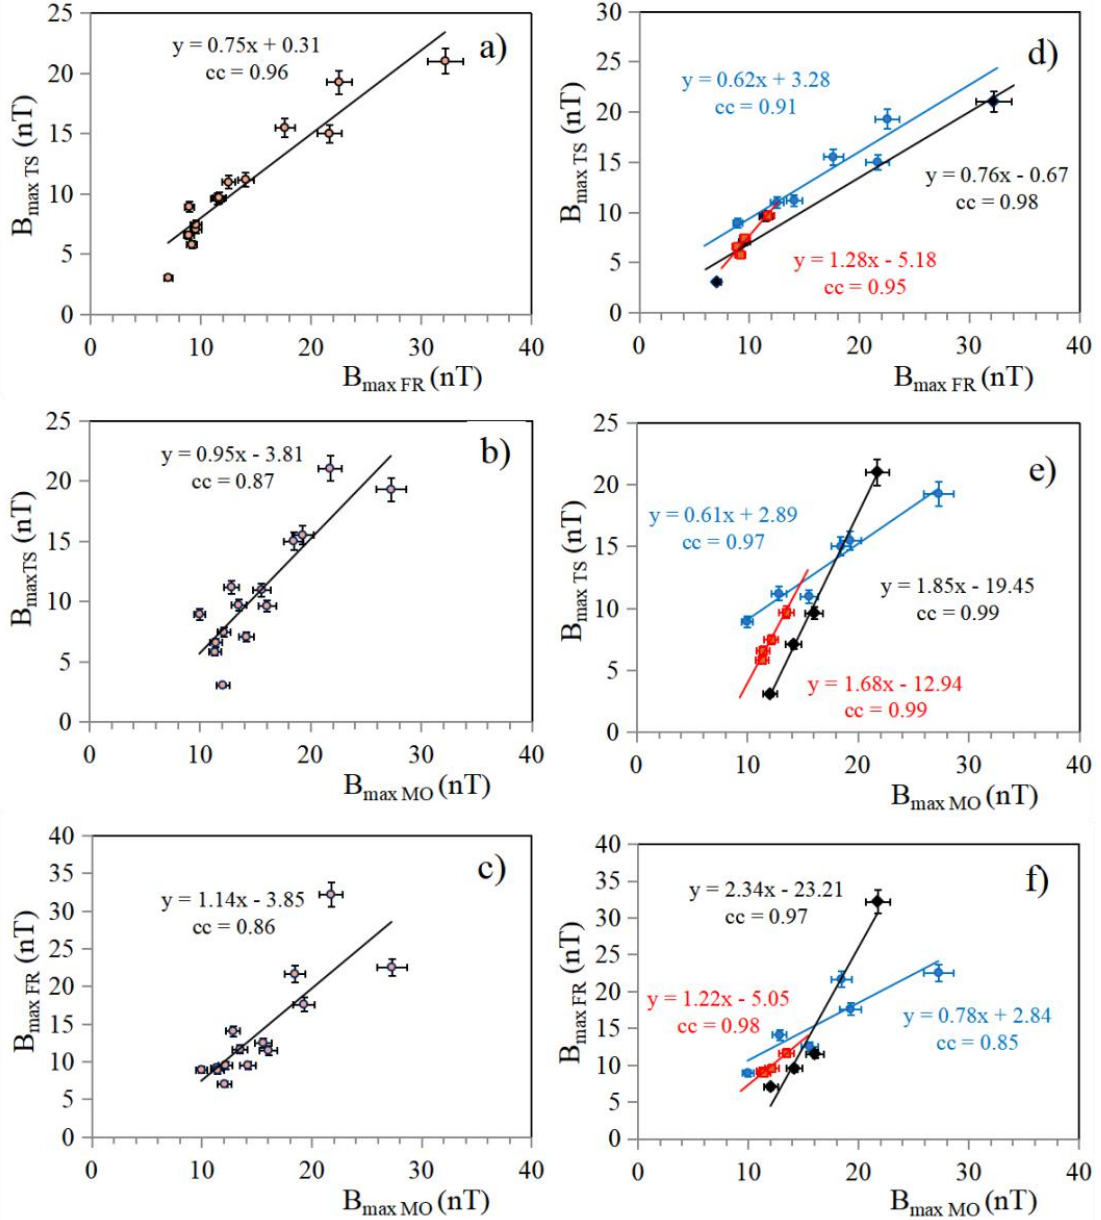 25
20
15
10
5
0
B max TS (nT)
y = 0.75x + 0.31
cc = 0.96
a)
0 10 20 30 40
B max FR (nT)
30
25
20
15
10
5
0
B max TS (nT)
y = 0.62x + 3.28
cc = 0.91
d)
y = 0.76x - 0.67
cc = 0.98
y = 1.28x - 5.18
cc = 0.95
0 10 20 30 40
B max FR (nT)
25
20
15
10
5
0
B maxTS (nT)
y = 0.95x - 3.81
cc = 0.87
b)
0 10 20 30 40
B max MO (nT)
25
20
15
10
5
0
B max TS (nT)
y = 0.61x + 2.89
cc = 0.97
e)
y = 1.85x - 19.45
cc = 0.99
y = 1.68x - 12.94
cc = 0.99
0 10 20 30 40
B max MO (nT)
40
35
30
25
20
15
10
5
0
B max FR (nT)
y = 1.14x - 3.85
cc = 0.86
c)
0 10 20 30 40
B max MO (nT)
40
35
30
25
20
15
10
5
0
B max FR (nT)
y = 2.34x - 23.21
cc = 0.97
f)
y = 1.22x - 5.05
cc = 0.98
y = 0.78x + 2.84
cc = 0.85
0 10 20 30 40
B max MO (nT)